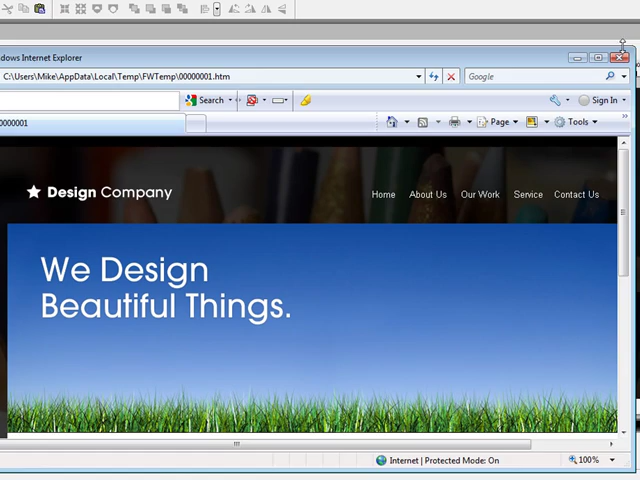 dows Internet Explorer
C:\Users\Mike\AppData\Local\Temp\FWTemp\00000001.htm
Google
Search
Sign In
0000001
Page
Tools
Design Company
Home About Us Our Work Service Contact Us
We Design
Beautiful Things.
Internet | Protected Mode: On
100%